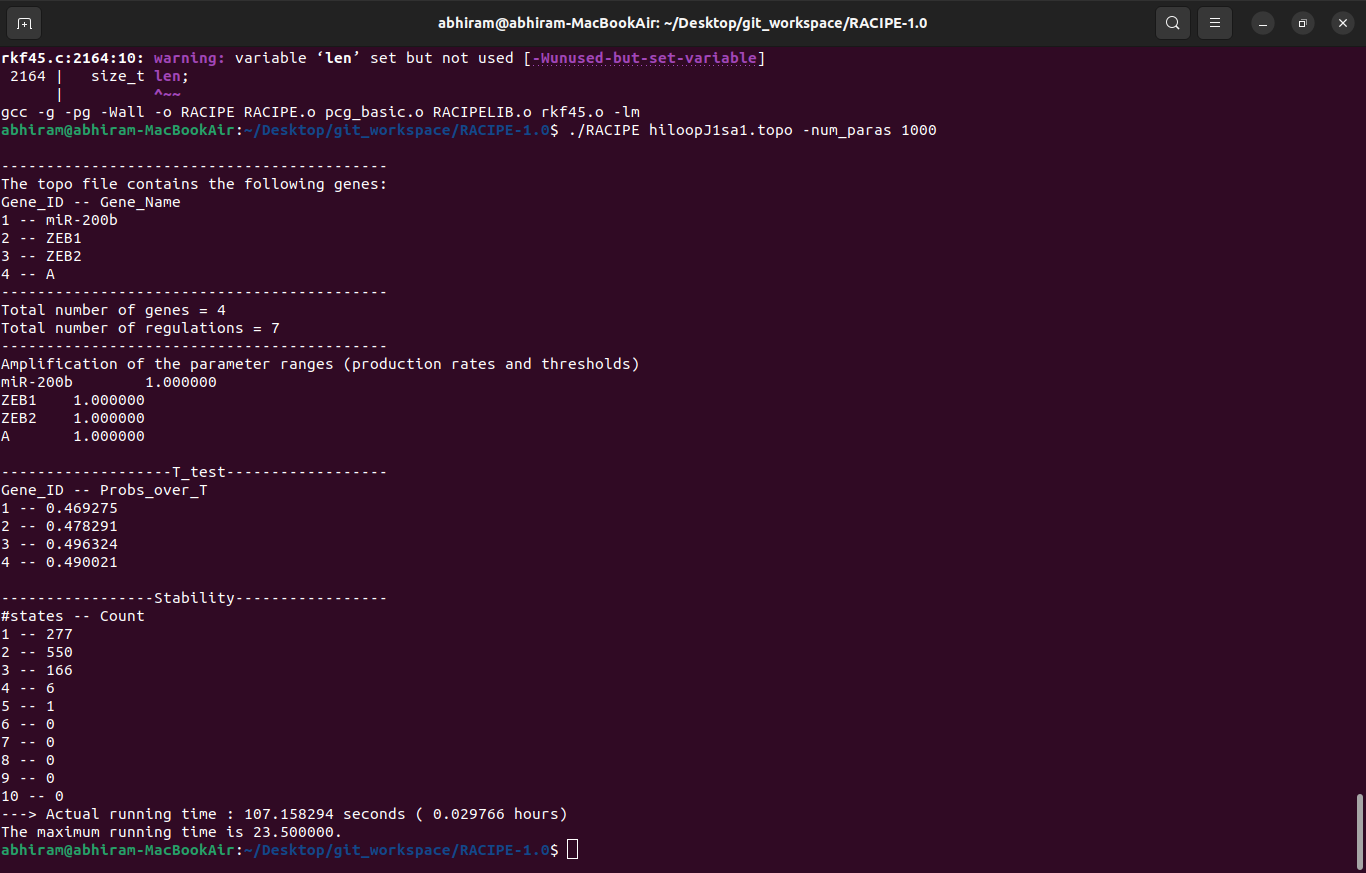 abhiram@abhiram-MacBookAir: ~/Desktop/git_workspace/RACIPE-1.0
rkf45.c:2164:10: warning: variable ‘len’ set but not used [-Wunused-but-set-variable]
 2164 |   size_t len;
      |          ^~~
gcc -g -pg -Wall -o RACIPE RACIPE.o pcg_basic.o RACIPELIB.o rkf45.o -lm
abhiram@abhiram-MacBookAir:~/Desktop/git_workspace/RACIPE-1.0$ ./RACIPE hiloopJ1sa1.topo -num_paras 1000
-------------------------------------------
The topo file contains the following genes:
Gene_ID -- Gene_Name
1 -- miR-200b
2 -- ZEB1
3 -- ZEB2
4 -- A
-------------------------------------------
Total number of genes = 4
Total number of regulations = 7
-------------------------------------------
Amplification of the parameter ranges (production rates and thresholds)
miR-200b        1.000000
ZEB1    1.000000
ZEB2    1.000000
A       1.000000
-------------------T_test------------------
Gene_ID -- Probs_over_T
1 -- 0.469275
2 -- 0.478291
3 -- 0.496324
4 -- 0.490021
-----------------Stability-----------------
#states -- Count
1 -- 277
2 -- 550
3 -- 166
4 -- 6
5 -- 1
6 -- 0
7 -- 0
8 -- 0
9 -- 0
10 -- 0
---> Actual running time : 107.158294 seconds ( 0.029766 hours)
The maximum running time is 23.500000.
abhiram@abhiram-MacBookAir:~/Desktop/git_workspace/RACIPE-1.0$